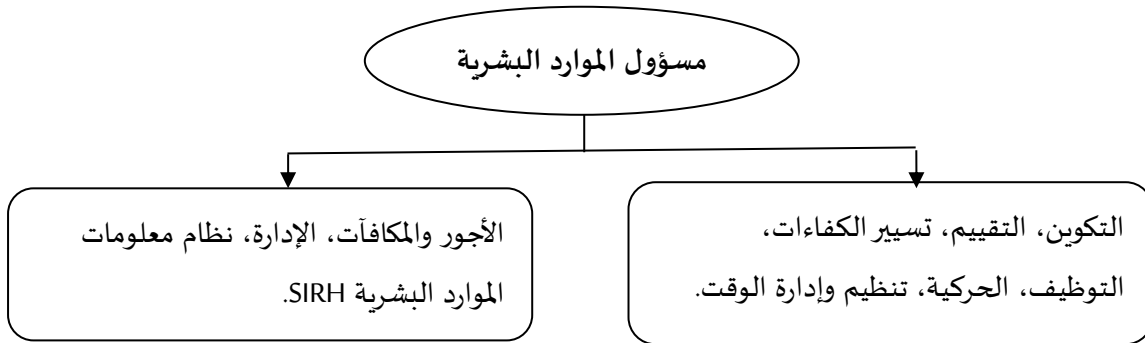 مسؤول الموارد البشرية
التكوين، التقييم، تسيير الكفاءات،
التوظيف، الحركية، تنظيم وإدارة الوقت.
الأجور والمكافآت، الإدارة، نظام معلومات
الموارد البشرية SIRH.